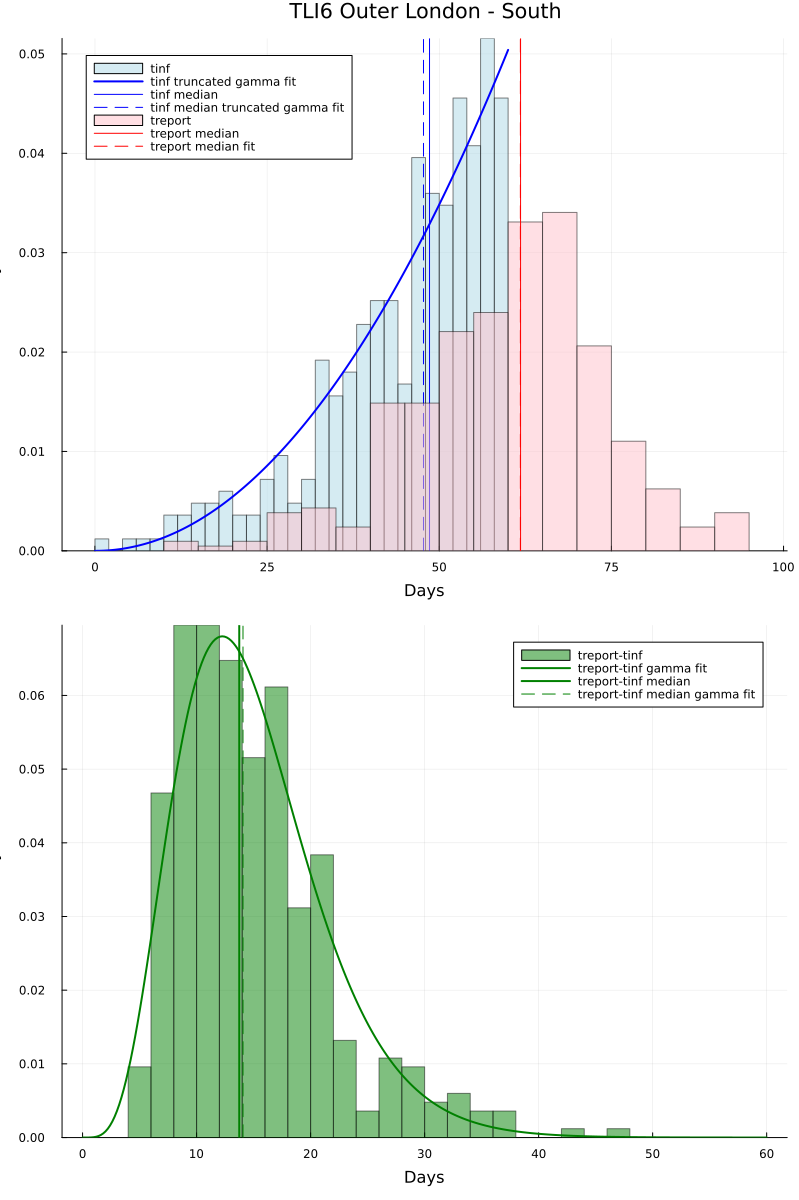 TLI6 Outer London - South
tinf
tinf truncated gamma fit
tinf median
tinf median truncated gamma fit
treport
treport median
treport median fit
0.05
0.04
0.03
0.02
0.01
0.00
0 25 50 75 100
Days
treport-tinf
treport-tinf gamma fit
treport-tinf median
treport-tinf median gamma fit
0.06
0.05
0.04
0.03
0.02
0.01
0.00
0 10 20 30 40 50 60
Days